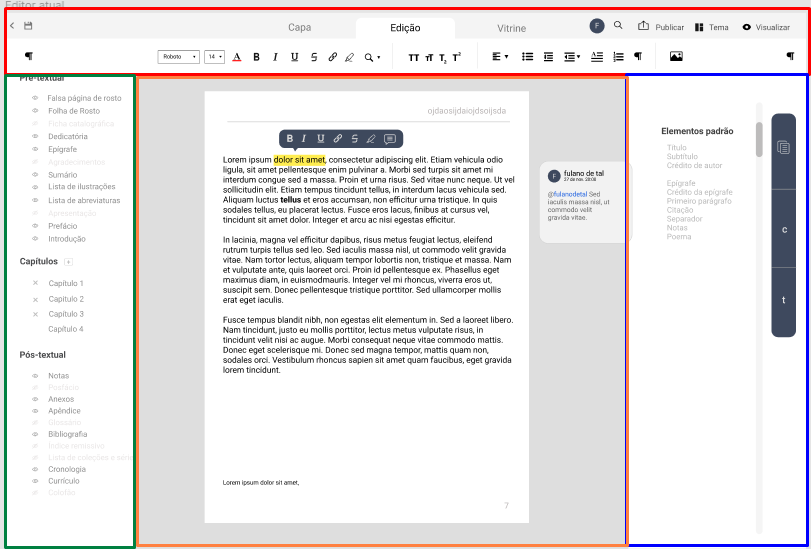 Editor atual
Capa
Edição
Vitrine
F
Publicar
Tema
Visualizar
Roboto
14
A
B
I
U
S
TT
TT
T2
T2
Pré-textual
Falsa página de rosto
Folha de Rosto
Ficha catalográfica
Dedicatória
Epígrafe
Agradecimentos
Sumário
Lista de ilustrações
Lista de abreviaturas
Apresentação
Prefácio
Introdução
Capítulos
+
Capítulo 1
Capítulo 2
Capítulo 3
Capítulo 4
Pós-textual
Notas
Posfácio
Anexos
Apêndice
Glossário
Bibliografia
Índice remissivo
Lista de coleções e série
Cronologia
Currículo
Colofão
ojdaosijdaiojdsoijsda
B I U S
Lorem ipsum dolor sit amet, consectetur adipiscing elit. Etiam vehicula odio
ligula, sit amet pellentesque enim pulvinar a. Morbi sed turpis sit amet mi
interdum congue sed a massa. Proin et urna risus. Sed vitae nunc neque. Ut vel
sollicitudin elit. Etiam tempus tincidunt tellus, in interdum lacus vehicula sed.
Aliquam luctus tellus et eros accumsan, non efficitur urna tristique. In quis
sodales tellus, eu placerat lectus. Fusce eros lacus, finibus at cursus vel,
tincidunt sit amet dolor. Integer et arcu ac nisi egestas efficitur.
In lacinia, magna vel efficitur dapibus, risus metus feugiat lectus, eleifend
rutrum turpis tellus sed leo. Sed iaculis massa nisl, ut commodo velit gravida
vitae. Nam tortor lectus, aliquam tempor lobortis non, tristique et massa. Nam
et vulputate ante, quis laoreet orci. Proin id pellentesque ex. Phasellus eget
maximus diam, in euismodmauris. Integer vel mi rhoncus, viverra eros ut,
suscipit sem. Donec pellentesque tristique porttitor. Sed ullamcorper mollis
erat eget iaculis.
Fusce tempus blandit nibh, non egestas elit elementum in. Sed a laoreet libero.
Nam tincidunt, justo eu mollis porttitor, lectus metus vulputate risus, in
tincidunt velit nisi ac augue. Morbi consequat neque vitae commodo mattis.
Donec eget scelerisque mi. Donec sed magna tempor, mattis quam non,
sodales orci. Vestibulum rhoncus sapien sit amet quam faucibus, eget gravida
lorem tincidunt.
Lorem ipsum dolor sit amet,
7
F
fulano de tal
27 de nov. 20:06
@fulanodetal Sed
iaculis massa nisl, ut
commodo velit
gravida vitae.
Elementos padrão
Título
Subtítulo
Crédito de autor
Epígrafe
Crédito da epígrafe
Primeiro parágrafo
Citação
Separador
Notas
Poema
c
t